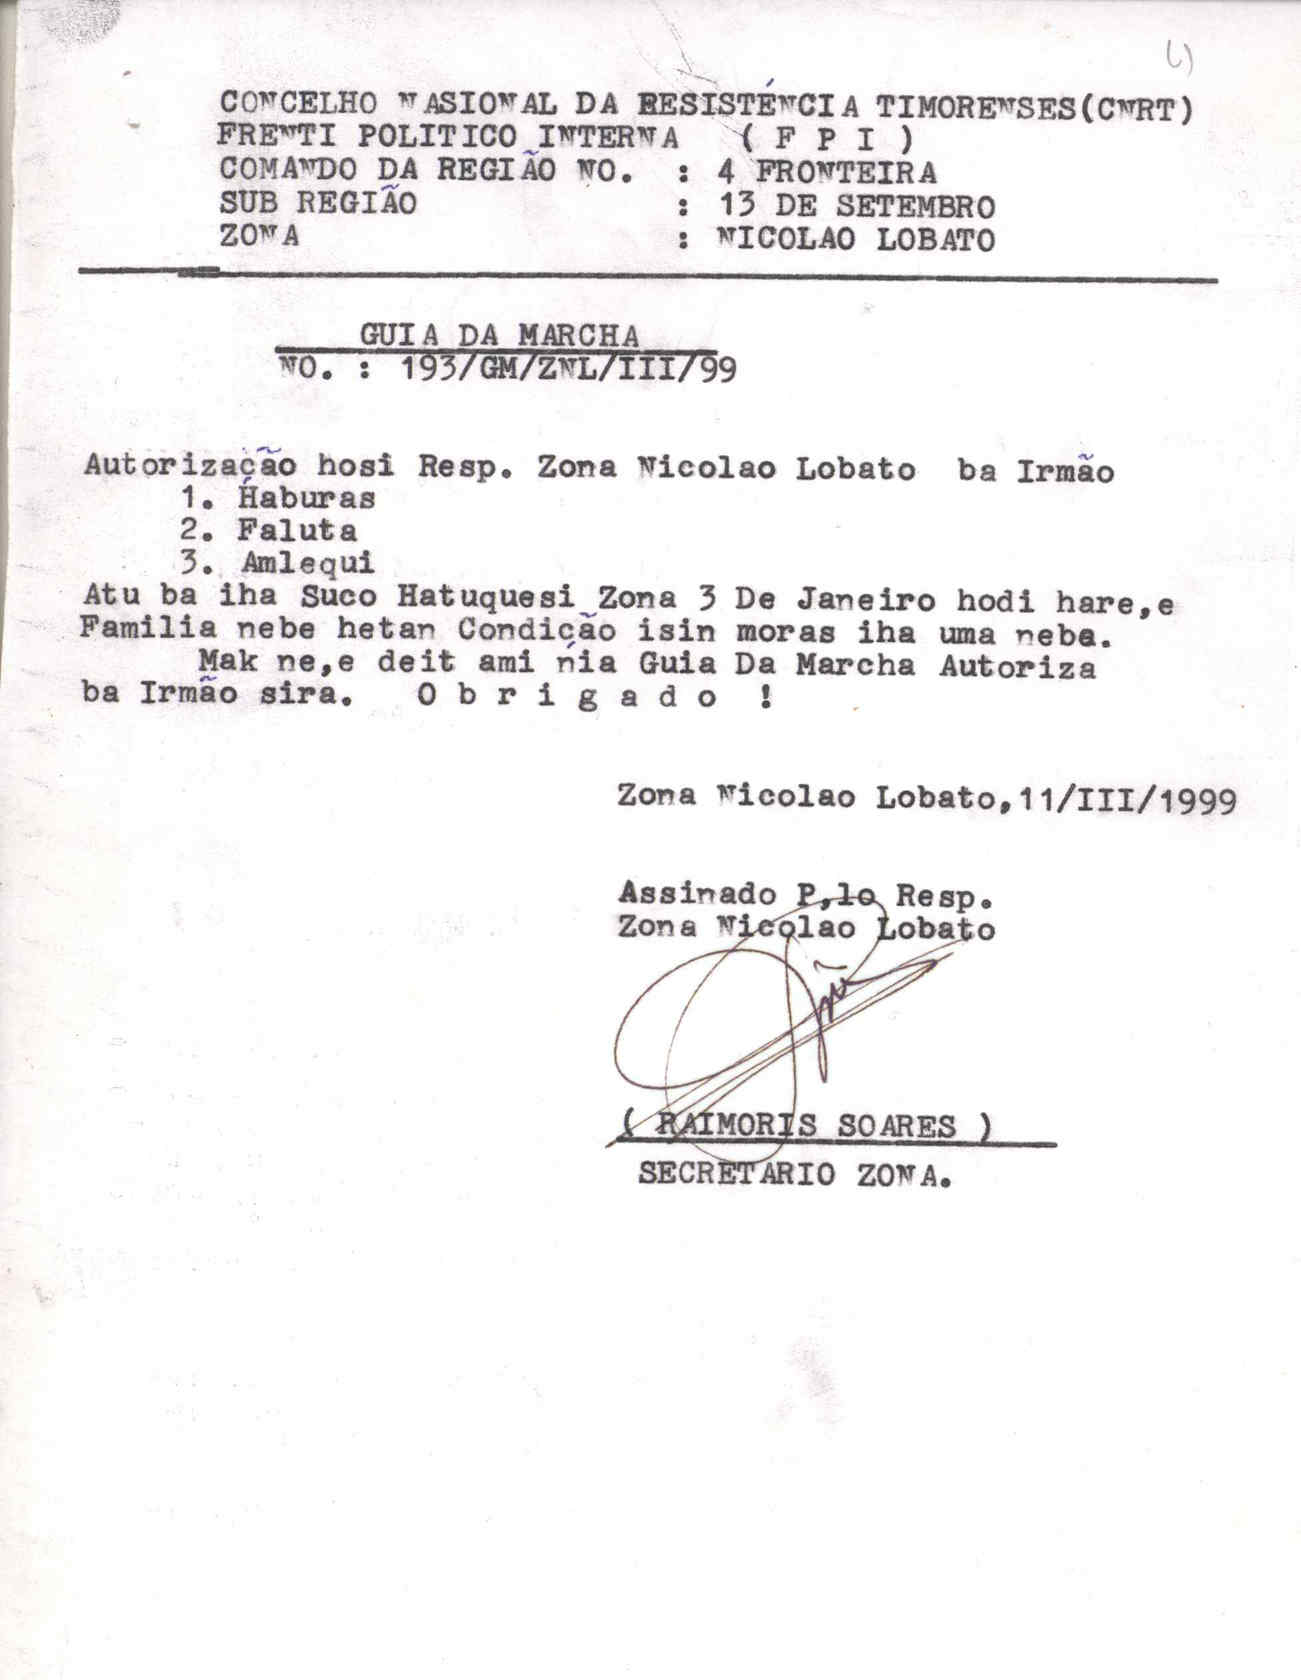 CONCELHO NASIONAL DA RESISTÉNCIA TIMORENSES(CNRT)
FRENTI POLITICO INTERNA ( F P I )
COMANDO DA REGIÃO NO. : 4 FRONTEIRA
SUB REGIÃO : 13 DE SETEMBRO
ZONA : NICOLAO LOBATO
GUIA DA MARCHA
NO. : 193/GM/ZNL/III/99
Autorização hosi Resp. Zona Nicolao Lobato ba Irmão
1. Haburas
2. Faluta
3. Amlequi
Atu ba iha Suco Hatuquesi Zona 3 De Janeiro hodi hare,e
Familia nebe hetan Condição isin moras iha uma neba.
Mak ne,e deit ami nia Guia Da Marcha Autoriza
ba Irmão sira. O b r i g a d o !
Zona Nicolao Lobato,11/III/1999
Assinado P,lo Resp.
Zona Nicolao Lobato
( RAIMORIS SOARES )
SECRETARIO ZONA.